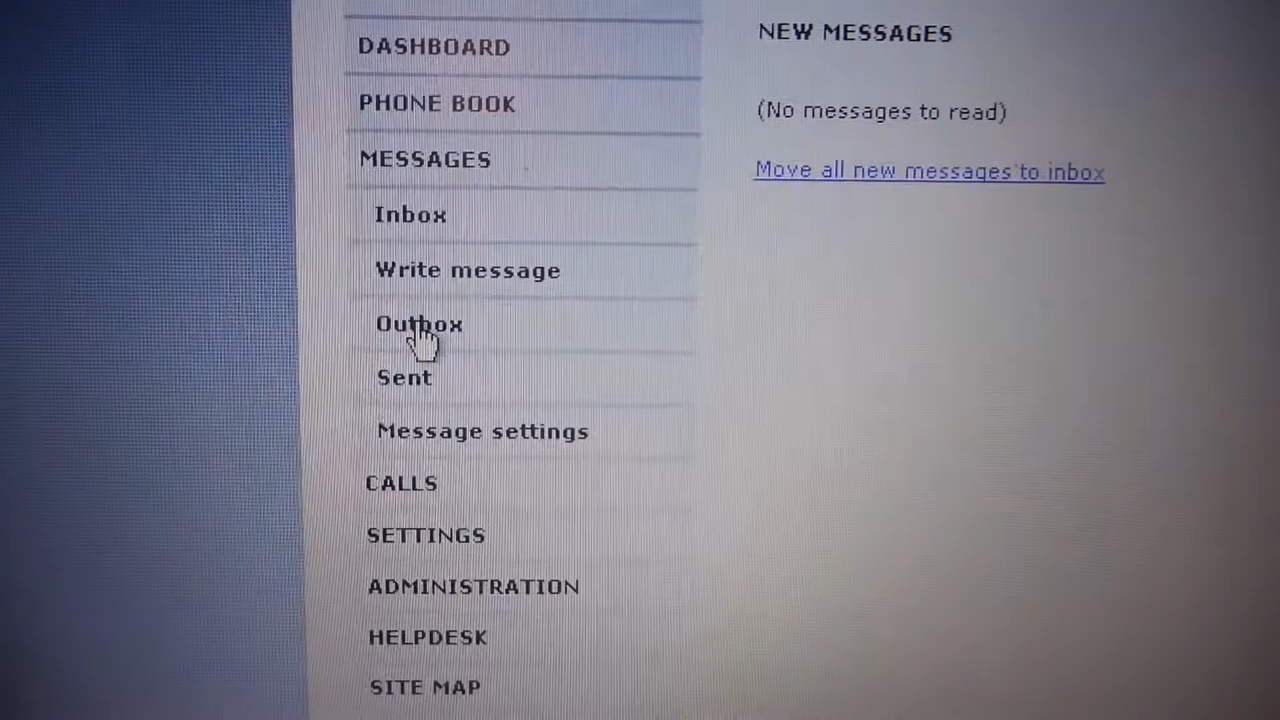 DASHBOARD
PHONE BOOK
MESSAGES
Inbox
Write message
Outbox
Sent
Message settings
CALLS
SETTINGS
ADMINISTRATION
HELPDESK
SITE MAP
NEW MESSAGES
(No messages to read)
Move all new messages to inbox